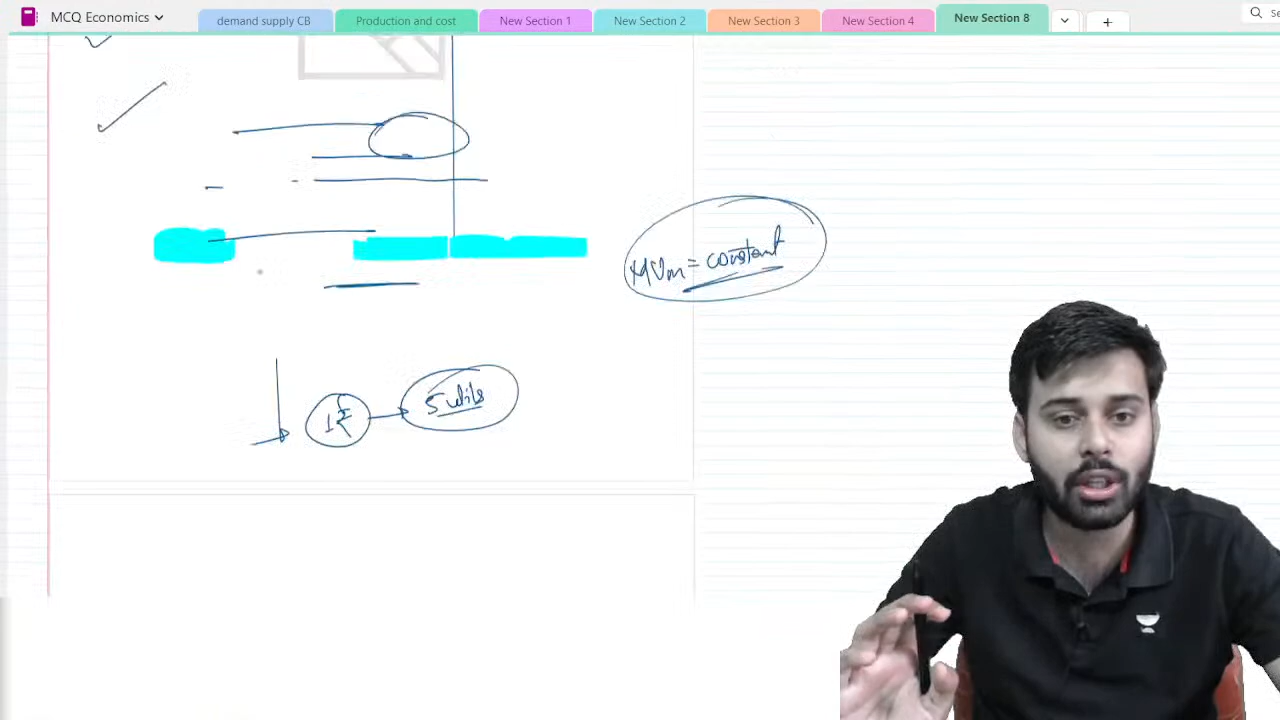 MCQ Economics
demand supply CB
Production and cost
New Section 1
New Section 2
New Section 3
New Section 4
New Section 8
+
Se
MUm = constant
1₹
5 utils